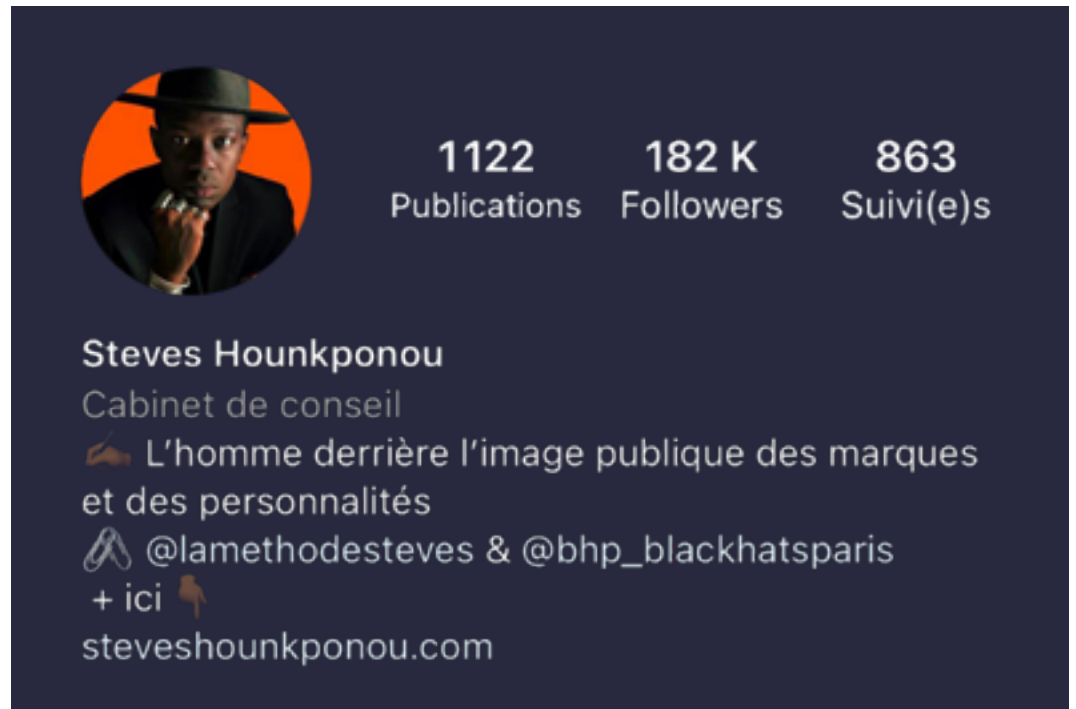 1122 182 K 863
Publications Followers Suivi(e)s
Steves Hounkponou
Cabinet de conseil
✍🏿 L’homme derrière l’image publique des marques
et des personnalités
🖇 @lamethodesteves & @bhp_blackhatsparis
+ ici 👇🏿
steveshounkponou.com